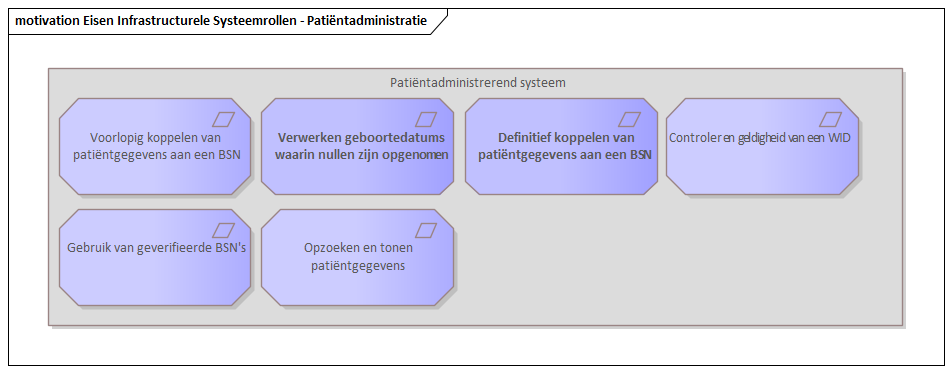 motivation Eisen Infrastructurele Systeemrollen - Patiëntadministratie
Patiëntadministrerend systeem
Voorlopig koppelen van
patiëntgegevens aan een BSN
Verwerken geboortedatums
waarin nullen zijn opgenomen
Definitief koppelen van
patiëntgegevens aan een BSN
Controleren geldigheid van een WID
Gebruik van geverifieerde BSN's
Opzoeken en tonen
patiëntgegevens